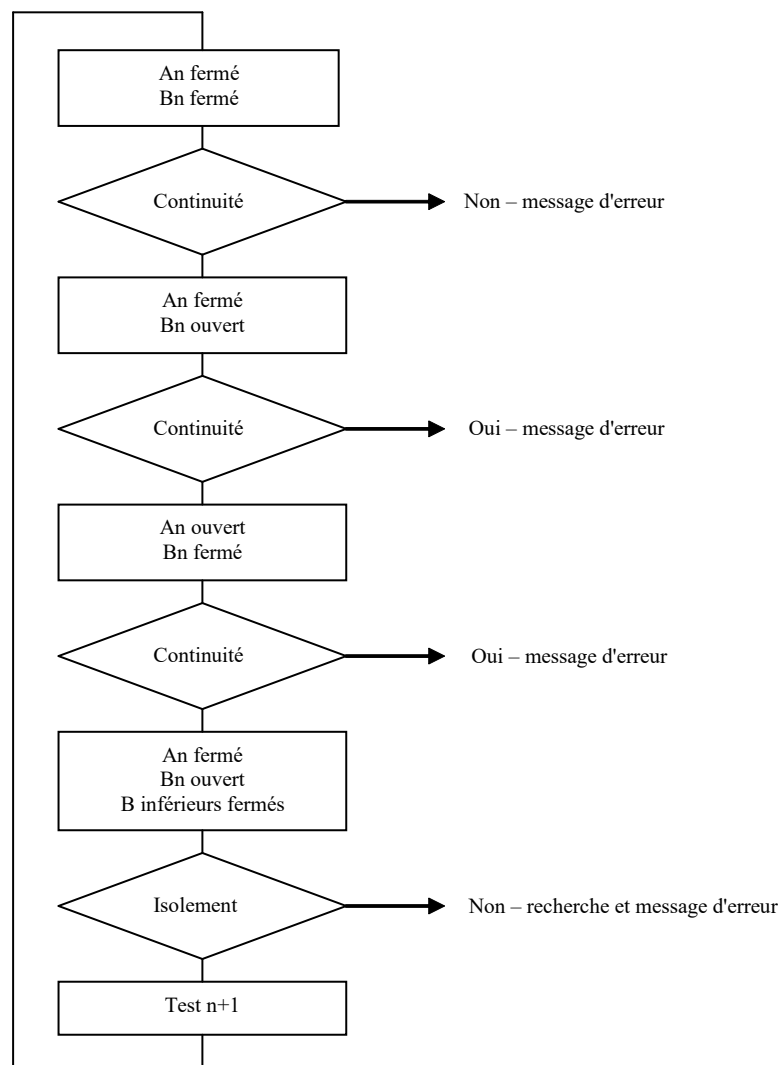 An fermé
Bn fermé
Continuité
Non – message d'erreur
An fermé
Bn ouvert
Continuité
Oui – message d'erreur
An ouvert
Bn fermé
Continuité
Oui – message d'erreur
An fermé
Bn ouvert
B inférieurs fermés
Isolement
Non – recherche et message d'erreur
Test n+1